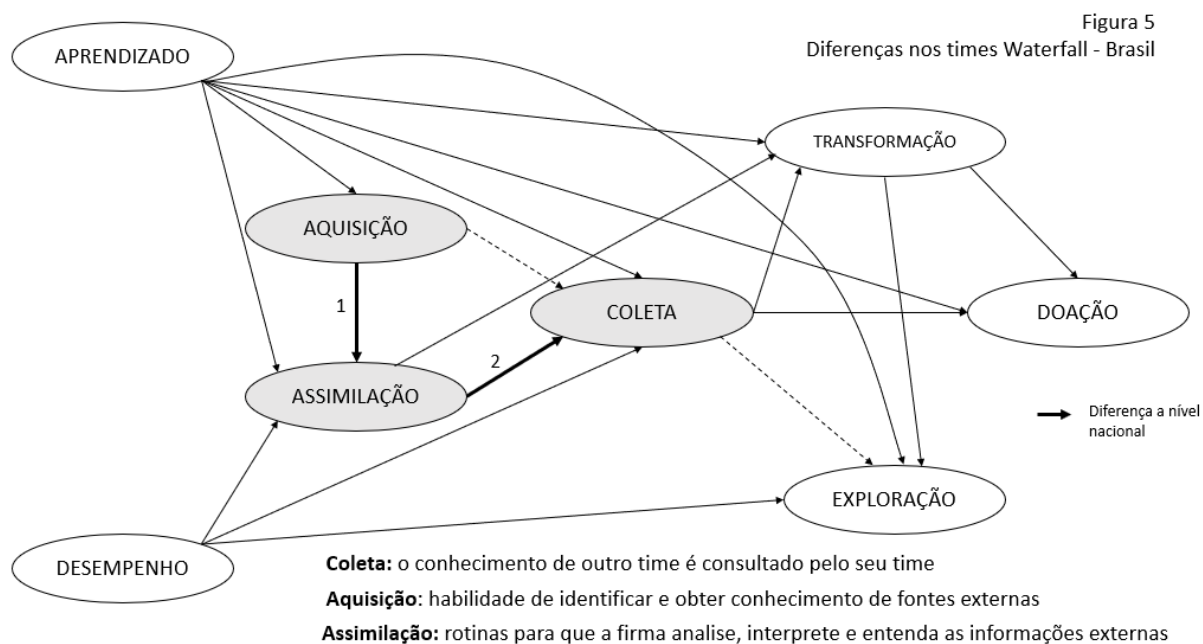 Figura 5
Diferenças nos times Waterfall - Brasil
APRENDIZADO
TRANSFORMAÇÃO
AQUISIÇÃO
1
COLETA
DOAÇÃO
2
ASSIMILAÇÃO
Diferença a nível
nacional
EXPLORAÇÃO
DESEMPENHO
Coleta: o conhecimento de outro time é consultado pelo seu time
Aquisição: habilidade de identificar e obter conhecimento de fontes externas
Assimilação: rotinas para que a firma analise, interprete e entenda as informações externas